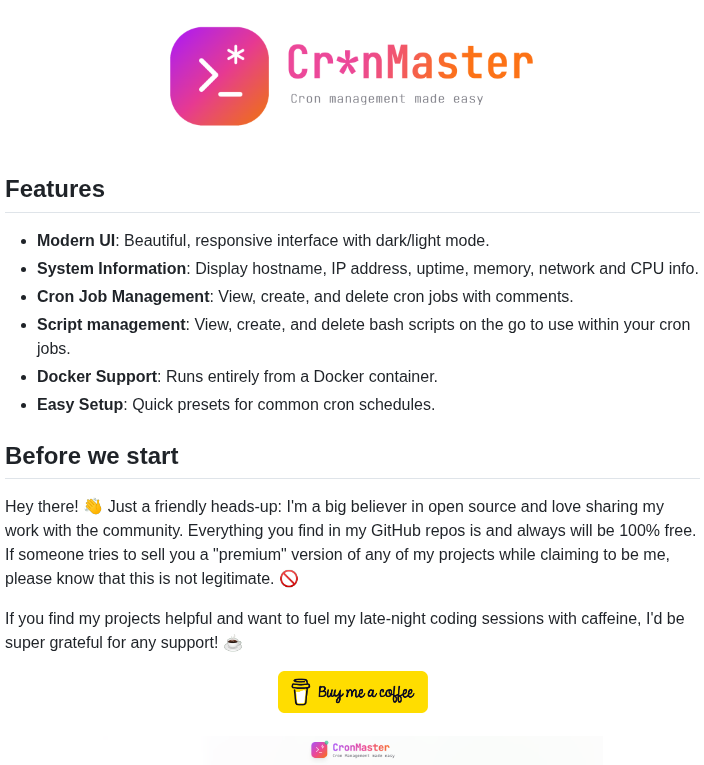 Cr*nMaster
Cron management made easy
Features
• Modern UI: Beautiful, responsive interface with dark/light mode.
• System Information: Display hostname, IP address, uptime, memory, network and CPU info.
• Cron Job Management: View, create, and delete cron jobs with comments.
• Script management: View, create, and delete bash scripts on the go to use within your cron
jobs.
• Docker Support: Runs entirely from a Docker container.
• Easy Setup: Quick presets for common cron schedules.
Before we start
Hey there! 👋 Just a friendly heads-up: I'm a big believer in open source and love sharing my
work with the community. Everything you find in my GitHub repos is and always will be 100% free.
If someone tries to sell you a "premium" version of any of my projects while claiming to be me,
please know that this is not legitimate. 🚫
If you find my projects helpful and want to fuel my late-night coding sessions with caffeine, I'd be
super grateful for any support! ☕
Buy me a coffee
CronMaster
Cron Management made easy